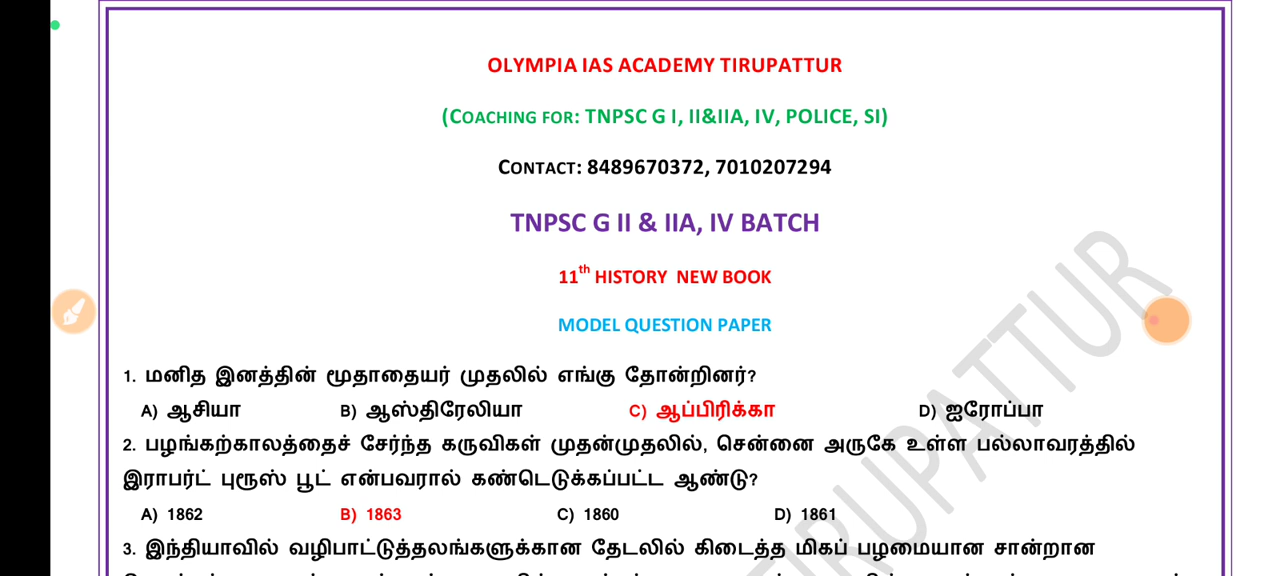 OLYMPIA IAS ACADEMY TIRUPATTUR
(COACHING FOR: TNPSC G I, II&IIA, IV, POLICE, SI)
CONTACT: 8489670372, 7010207294
TNPSC G II & IIA, IV BATCH
11th HISTORY NEW BOOK
MODEL QUESTION PAPER
1. மனித இனத்தின் மூதாதையர் முதலில் எங்கு தோன்றினர்?
A) ஆசியா B) ஆஸ்திரேலியா C) ஆப்பிரிக்கா D) ஐரோப்பா
2. பழங்கற்காலத்தைச் சேர்ந்த கருவிகள் முதன்முதலில், சென்னை அருகே உள்ள பல்லாவரத்தில்
இராபர்ட் புரூஸ் பூட் என்பவரால் கண்டெடுக்கப்பட்ட ஆண்டு?
A) 1862 B) 1863 C) 1860 D) 1861
3. இந்தியாவில் வழிபாட்டுத்தலங்களுக்கான தேடலில் கிடைத்த மிகப் பழமையான சான்றான
TIRUPATTUR